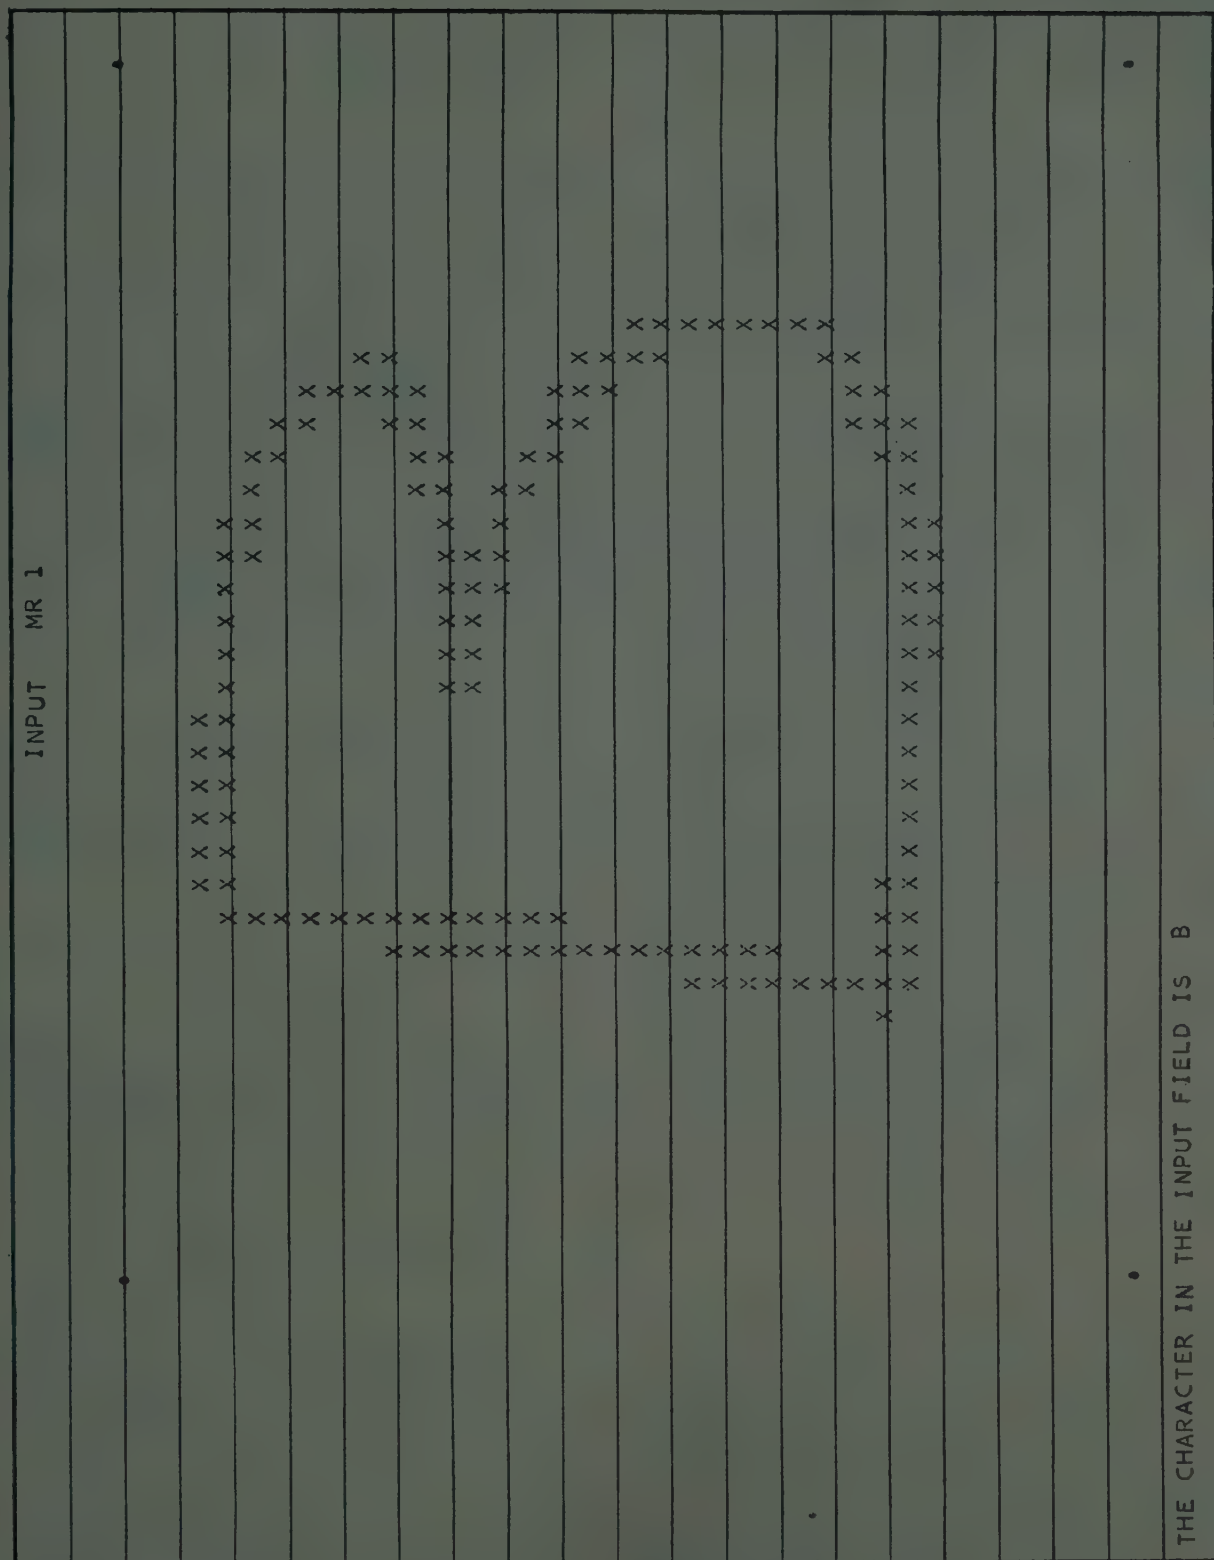 INPUT MR 1
THE CHARACTER IN THE INPUT FIELD IS B